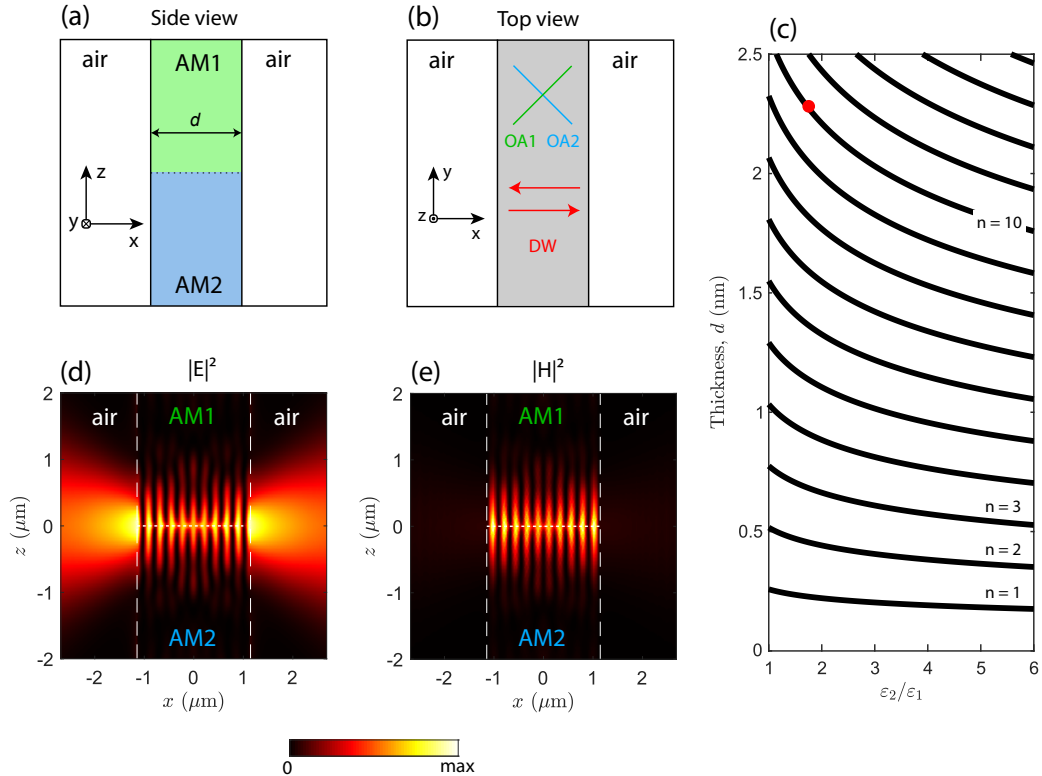 (a)
Side view
air
AM1
air
d
z
y
x
AM2
(b)
Top view
air
air
OA1
OA2
y
z
x
DW
(c)
2.5
2
1.5
1
0.5
0
Thickness, d (nm)
n = 10
n = 3
n = 2
n = 1
1
2
3
4
5
6
ε₂/ε₁
(d)
|E|²
air
AM1
air
AM2
2
1
0
-1
-2
z (μm)
-2
-1
0
1
2
x (μm)
(e)
|H|²
air
AM1
air
AM2
2
1
0
-1
-2
z (μm)
-2
-1
0
1
2
x (μm)
0
max